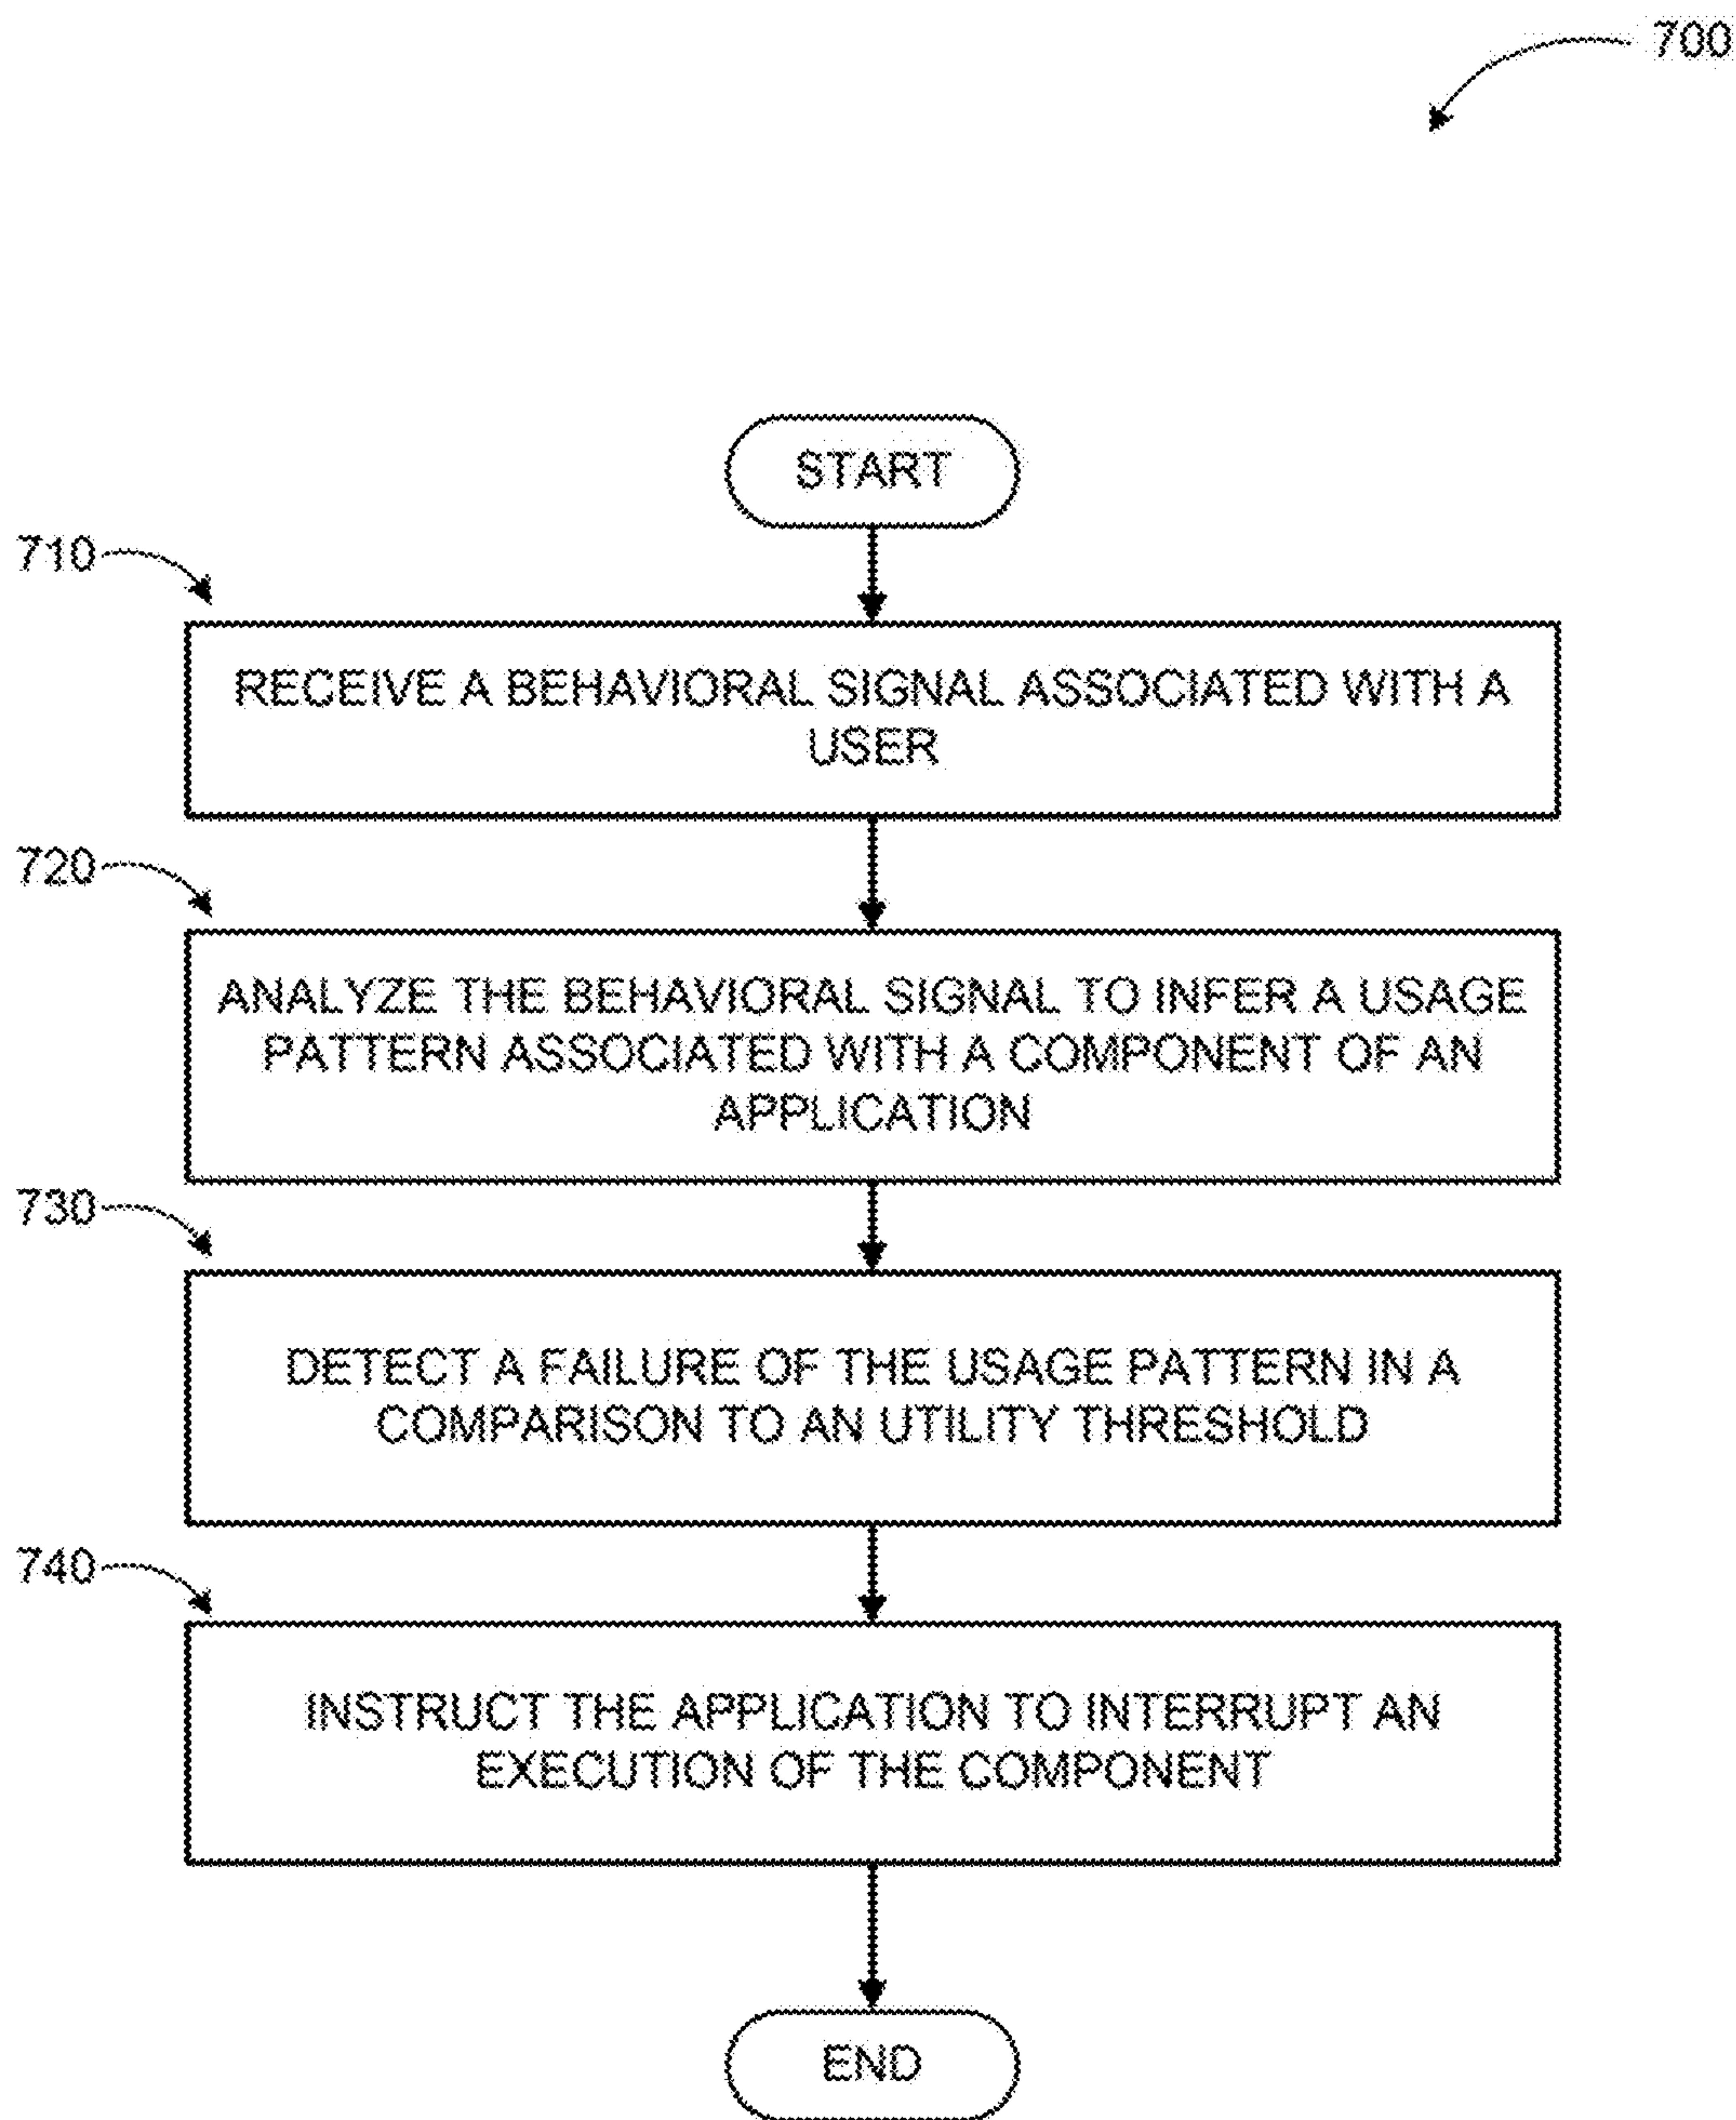 700
START
710
RECEIVE A BEHAVIORAL SIGNAL ASSOCIATED WITH A
USER
720
ANALYZE THE BEHAVIORAL SIGNAL TO INFER A USAGE
PATTERN ASSOCIATED WITH A COMPONENT OF AN
APPLICATION
730
DETECT A FAILURE OF THE USAGE PATTERN IN A
COMPARISON TO AN UTILITY THRESHOLD
740
INSTRUCT THE APPLICATION TO INTERRUPT AN
EXECUTION OF THE COMPONENT
END